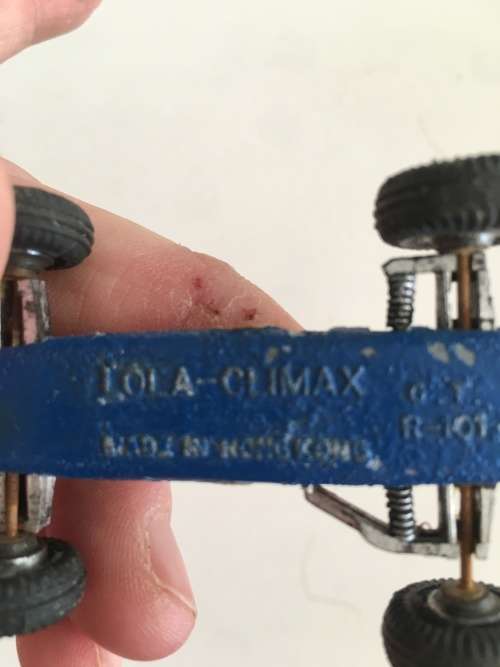 LOLA-CLIMAX
MADE IN HONG KONG
G.T.
R-101